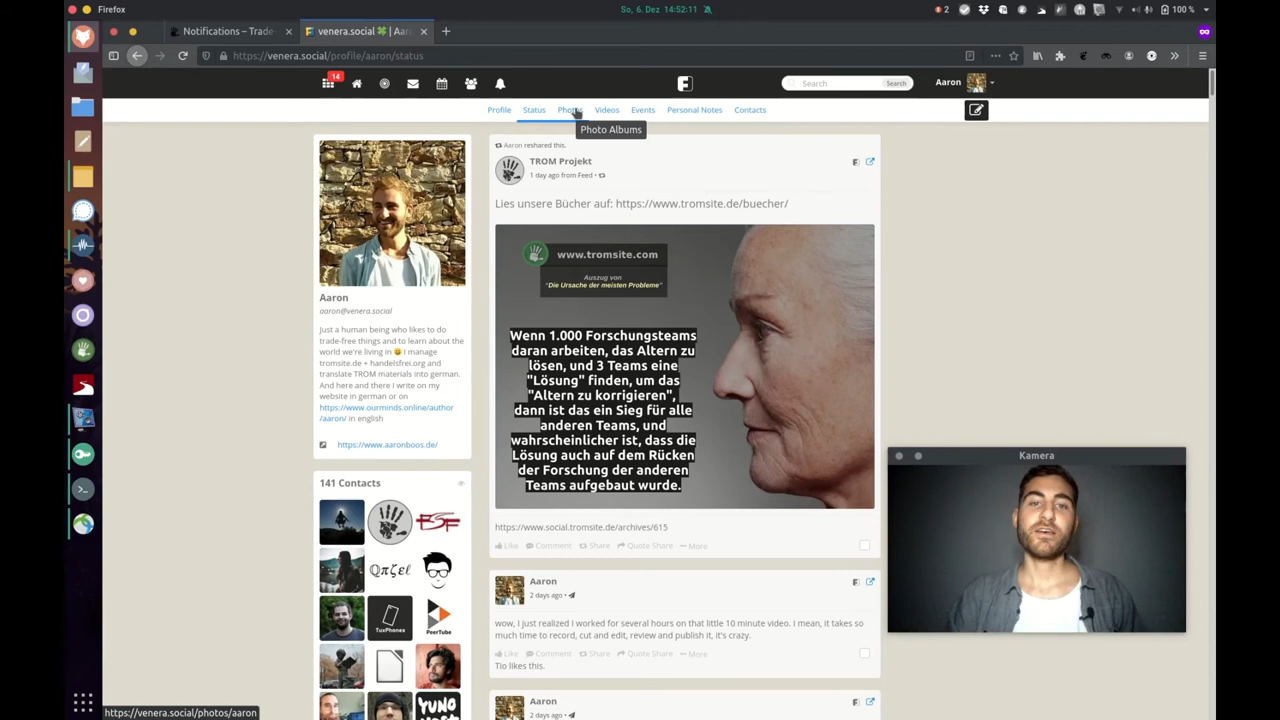 Firefox
So, 6. Dez 14:52:11
2
100 %
Notifications – Trade
venera.social🍀| Aar
https://venera.social/profile/aaron/status
14
Search
Search
Aaron
Profile
Status
Photos
Videos
Events
Personal Notes
Contacts
Photo Albums
Aaron
aaron@venera.social
Just a human being who likes to do
trade-free things and to learn about the
world we're living in 😀 I manage
tromsite.de + handelsfrei.org and
translate TROM materials into german.
And here and there I write on my
website in german or on
https://www.ourminds.online/author
/aaron/ in english
https://www.aaronboos.de/
141 Contacts
TuxPhones
PeerTube
YUNO
Aaron reshared this.
TROM Projekt
1 day ago from Feed •
Lies unsere Bücher auf: https://www.tromsite.de/buecher/
www.tromsite.com
Auszug von
"Die Ursache der meisten Probleme"
Wenn 1.000 Forschungsteams
daran arbeiten, das Altern zu
lösen, und 3 Teams eine
"Lösung" finden, um das
"Altern zu korrigieren",
dann ist das ein Sieg für alle
anderen Teams, und
wahrscheinlicher ist, dass die
Lösung auch auf dem Rücken
der Forschung der anderen
Teams aufgebaut wurde.
https://www.social.tromsite.de/archives/615
Like Comment Share Quote Share More
Aaron
2 days ago •
wow, I just realized I worked for several hours on that little 10 minute video. I mean, it takes so
much time to record, cut and edit, review and publish it, it's crazy.
Like Comment Share Quote Share More
Tio likes this.
Aaron
2 days ago •
Kamera
https://venera.social/photos/aaron